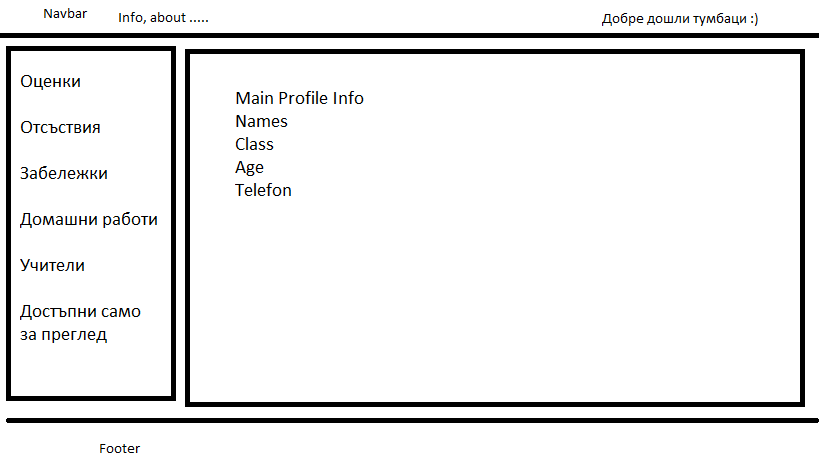 Navbar
Info, about .....
Добре дошли тумбаци :)
Оценки
Отсъствия
Забележки
Домашни работи
Учители
Достъпни само
за преглед
Main Profile Info
Names
Class
Age
Telefon
Footer